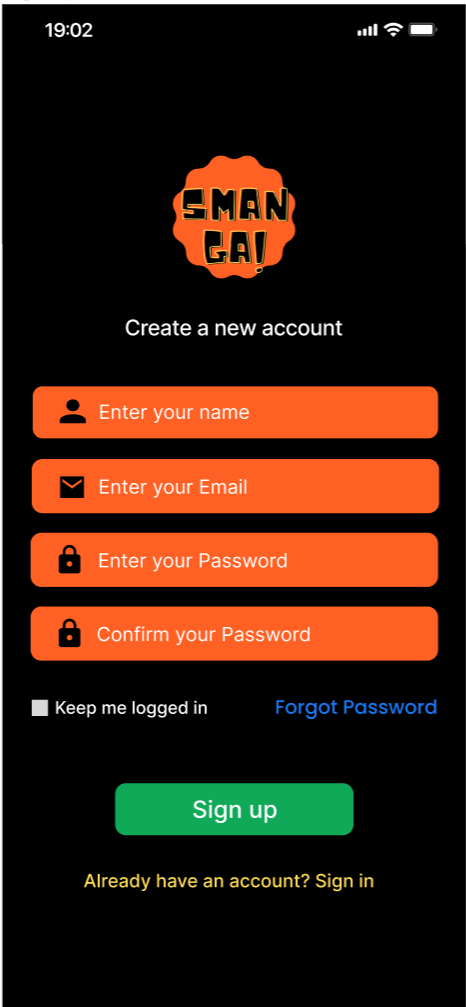 19:02
SMAN
GA!
Create a new account
Enter your name
Enter your Email
Enter your Password
Confirm your Password
Keep me logged in Forgot Password
Sign up
Already have an account? Sign in